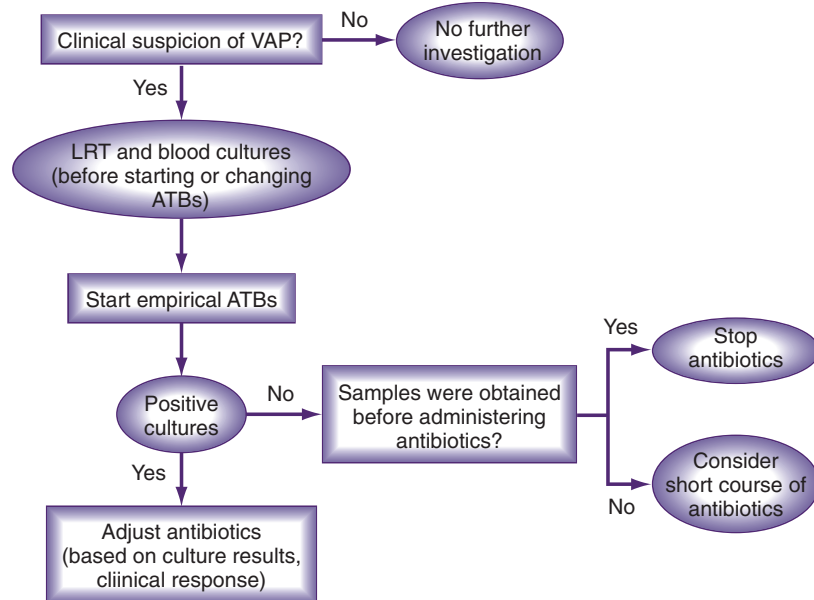 Clinical suspicion of VAP?
No
No further
investigation
Yes
LRT and blood cultures
(before starting or changing
ATBs)
Start empirical ATBs
Positive
cultures
No
Samples were obtained
before administering
antibiotics?
Yes
Stop
antibiotics
No
Consider
short course of
antibiotics
Yes
Adjust antibiotics
(based on culture results,
cliinical response)